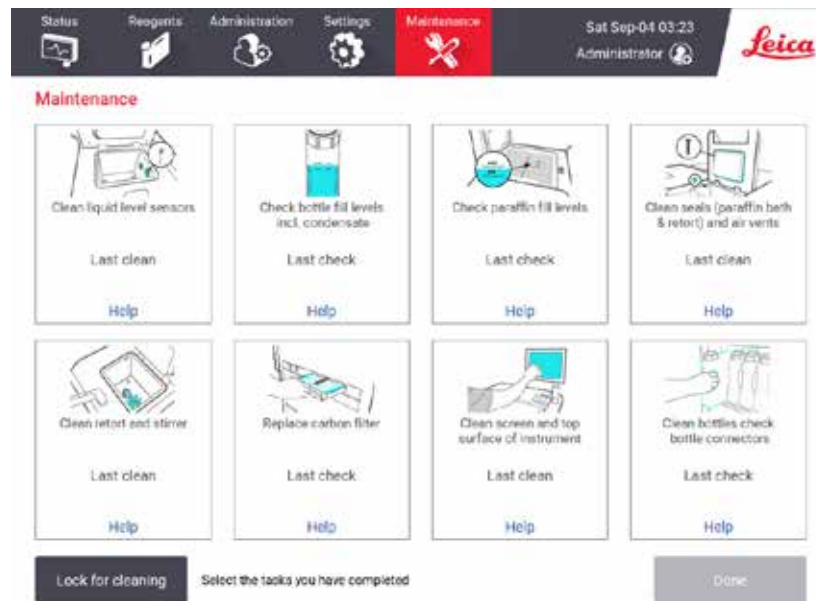 Status
Reagents
Administration
Settings
Maintenance
Sat Sep-04 03:23
Administrator
Leica
Maintenance
Clean liquid level sensors
Last clean
Help
Check bottle fill levels
incl. condensate
Last check
Help
Check paraffin fill levels
Last check
Help
Clean seals (paraffin bath
& retort) and air vents
Last clean
Help
Clean retort and stirrer
Last clean
Help
Replace carbon filter
Last check
Help
Clean screen and top
surface of instrument
Last clean
Help
Clean bottles check
bottle connectors
Last check
Help
Lock for cleaning
Select the tasks you have completed
Done